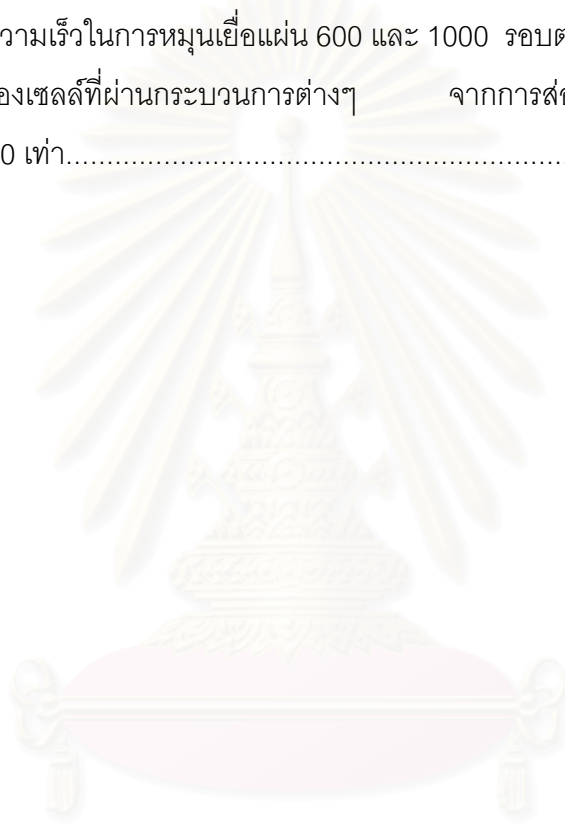 วามเร็วในการหมุนเยื่อแผ่น 600 และ 1000 รอบต
องเซลล์ที่ผ่านกระบวนการต่างๆ จากการส่อ
0 เท่า......................................................................